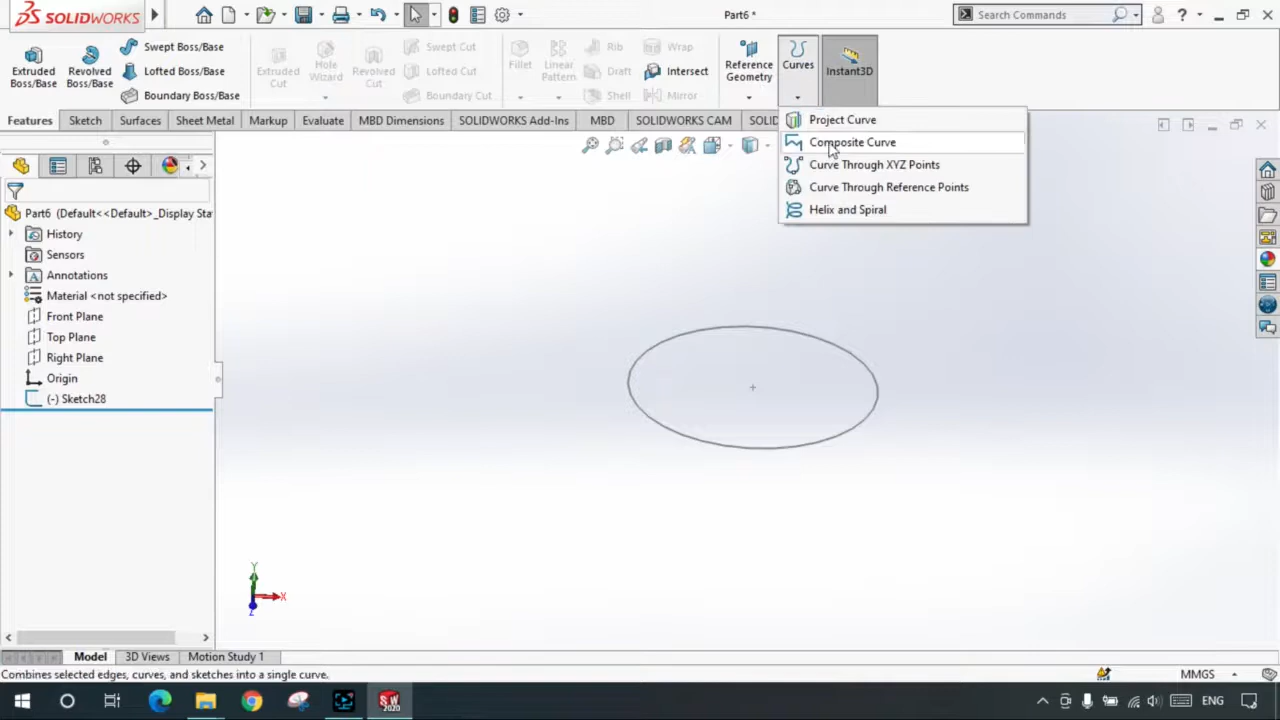 SOLIDWORKS
Part6 *
Search Commands
Extruded Boss/Base
Revolved Boss/Base
Swept Boss/Base
Lofted Boss/Base
Boundary Boss/Base
Extruded Cut
Hole Wizard
Revolved Cut
Swept Cut
Lofted Cut
Boundary Cut
Fillet
Linear Pattern
Rib
Draft
Shell
Wrap
Intersect
Mirror
Reference Geometry
Curves
Instant3D
Features
Sketch
Surfaces
Sheet Metal
Markup
Evaluate
MBD Dimensions
SOLIDWORKS Add-Ins
MBD
SOLIDWORKS CAM
SOLID
Project Curve
Composite Curve
Curve Through XYZ Points
Curve Through Reference Points
Helix and Spiral
Part6 (Default<<Default>_Display Sta
History
Sensors
Annotations
Material <not specified>
Front Plane
Top Plane
Right Plane
Origin
(-) Sketch28
Y
X
Z
Model
3D Views
Motion Study 1
Combines selected edges, curves, and sketches into a single curve.
MMGS
SW
2020
ENG